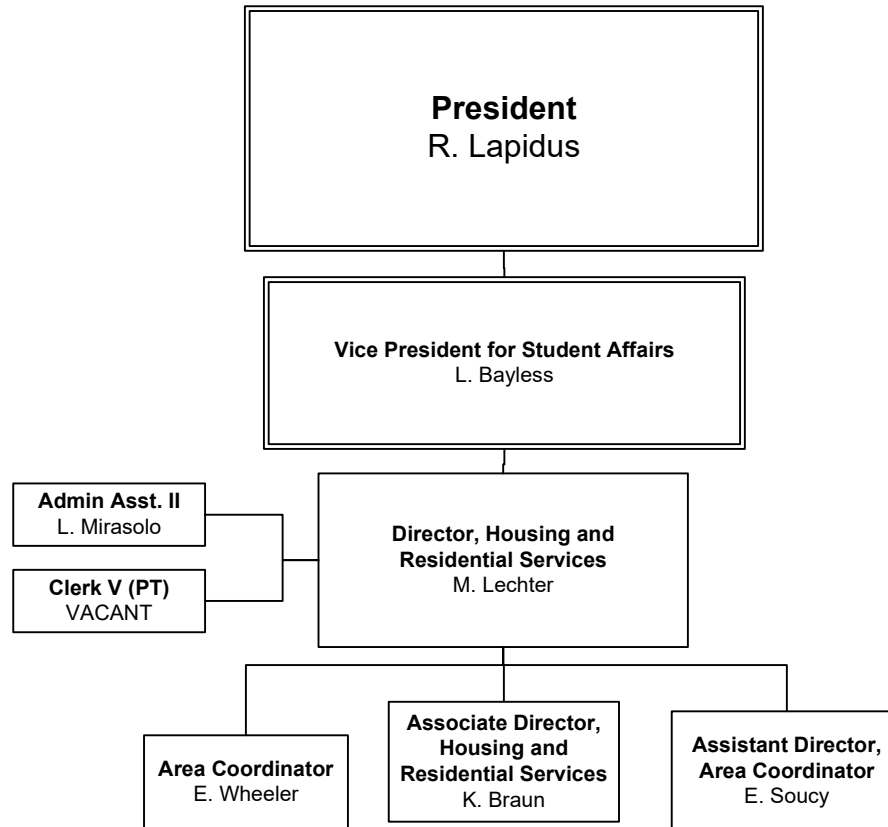 President
R. Lapidus
Vice President for Student Affairs
L. Bayless
Admin Asst. II
L. Mirasolo
Clerk V (PT)
VACANT
Director, Housing and
Residential Services
M. Lechter
Area Coordinator
E. Wheeler
Associate Director,
Housing and
Residential Services
K. Braun
Assistant Director,
Area Coordinator
E. Soucy